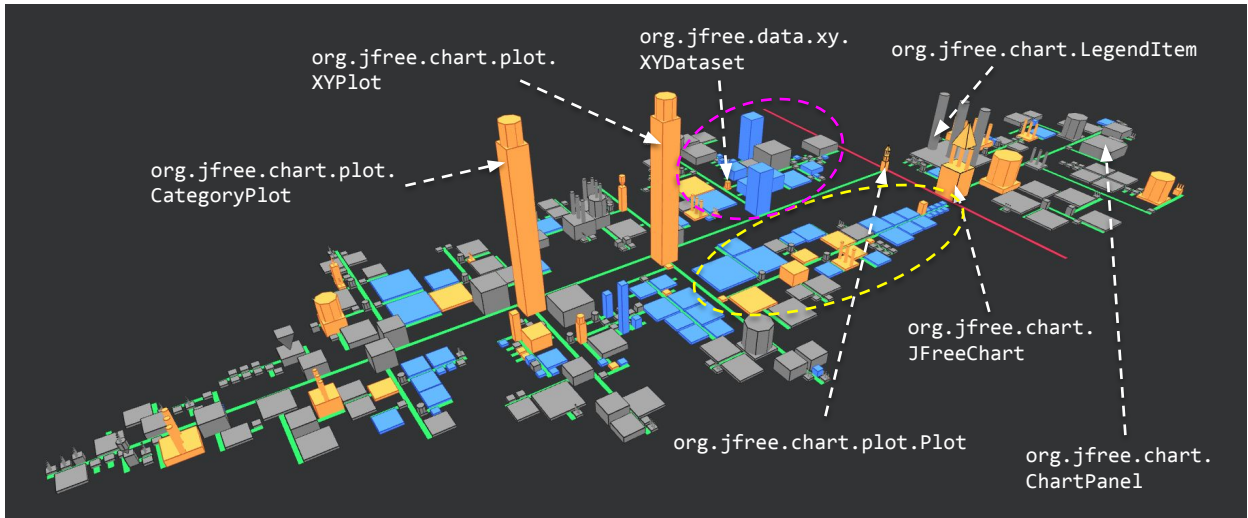 org.jfree.data.xy.
XYDataset
org.jfree.chart.LegendItem
org.jfree.chart.plot.
XYPlot
org.jfree.chart.plot.
CategoryPlot
org.jfree.chart.
JFreeChart
org.jfree.chart.plot.Plot
org.jfree.chart.
ChartPanel